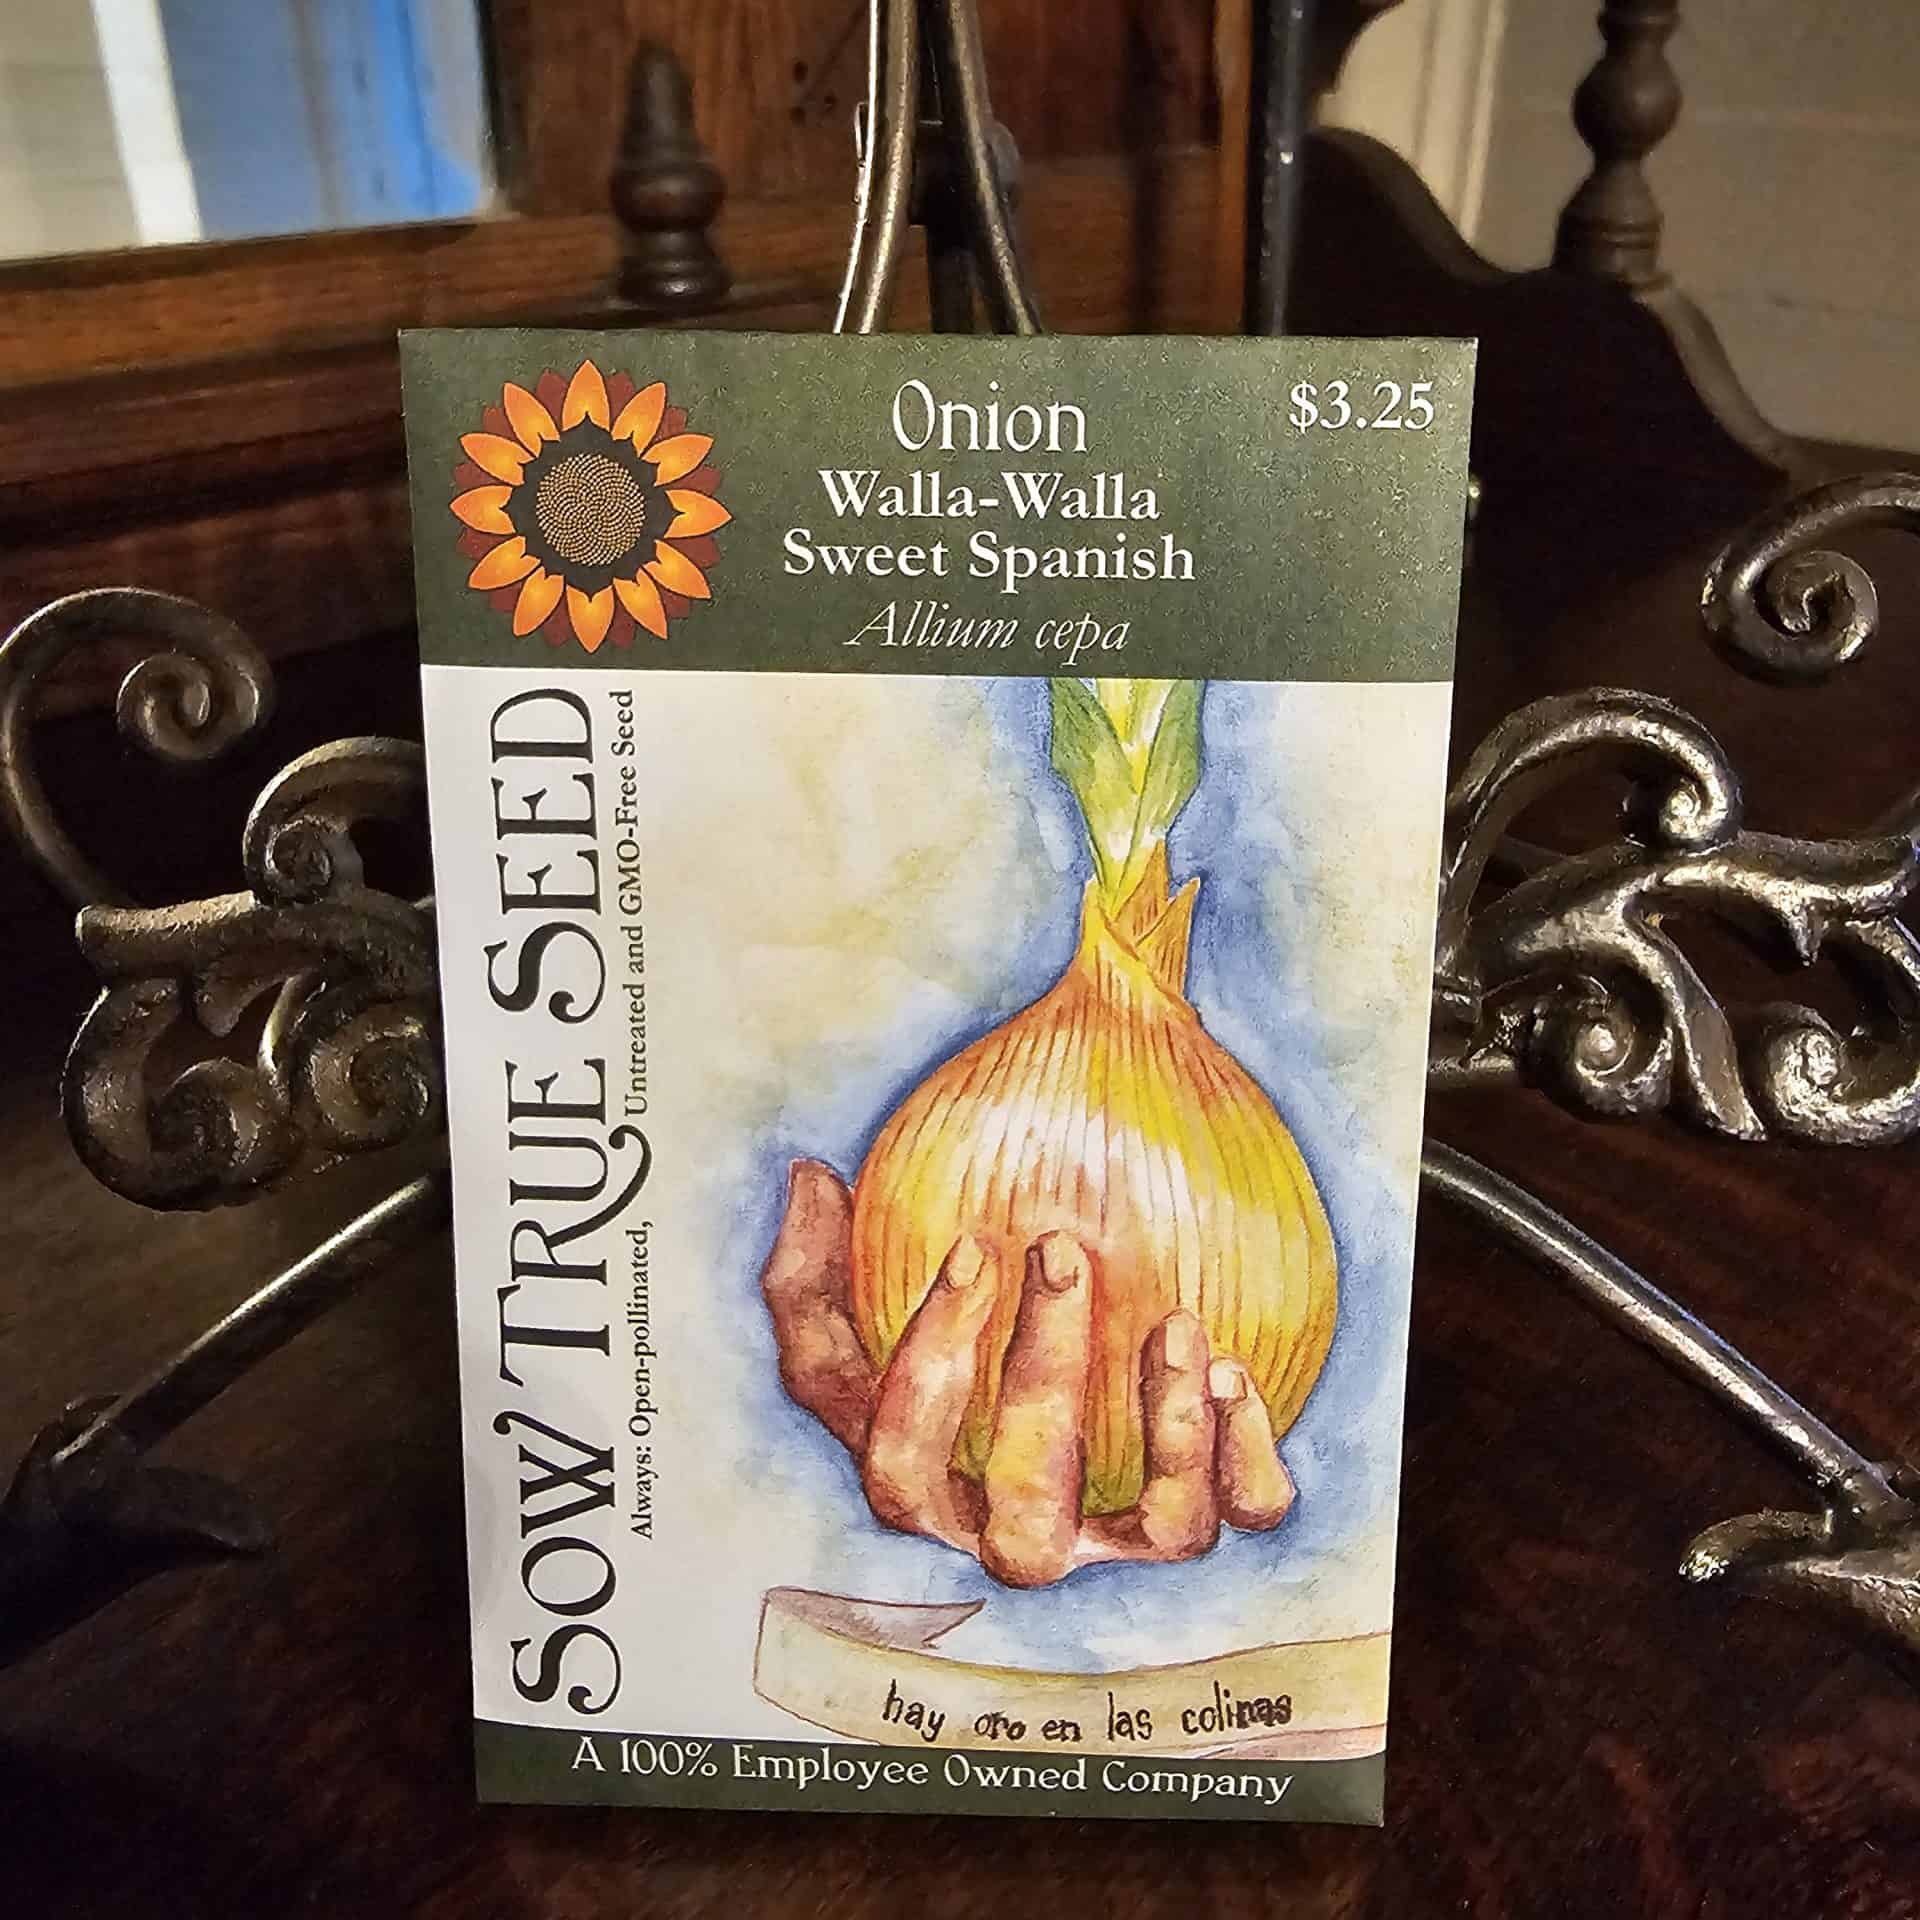 Onion
$3.25
Walla-Walla
Sweet Spanish
Allium cepa
SOW TRUE SEED
Always: Open-pollinated, Untreated and GMO-Free Seed
hay oro en las colinas
A 100% Employee Owned Company